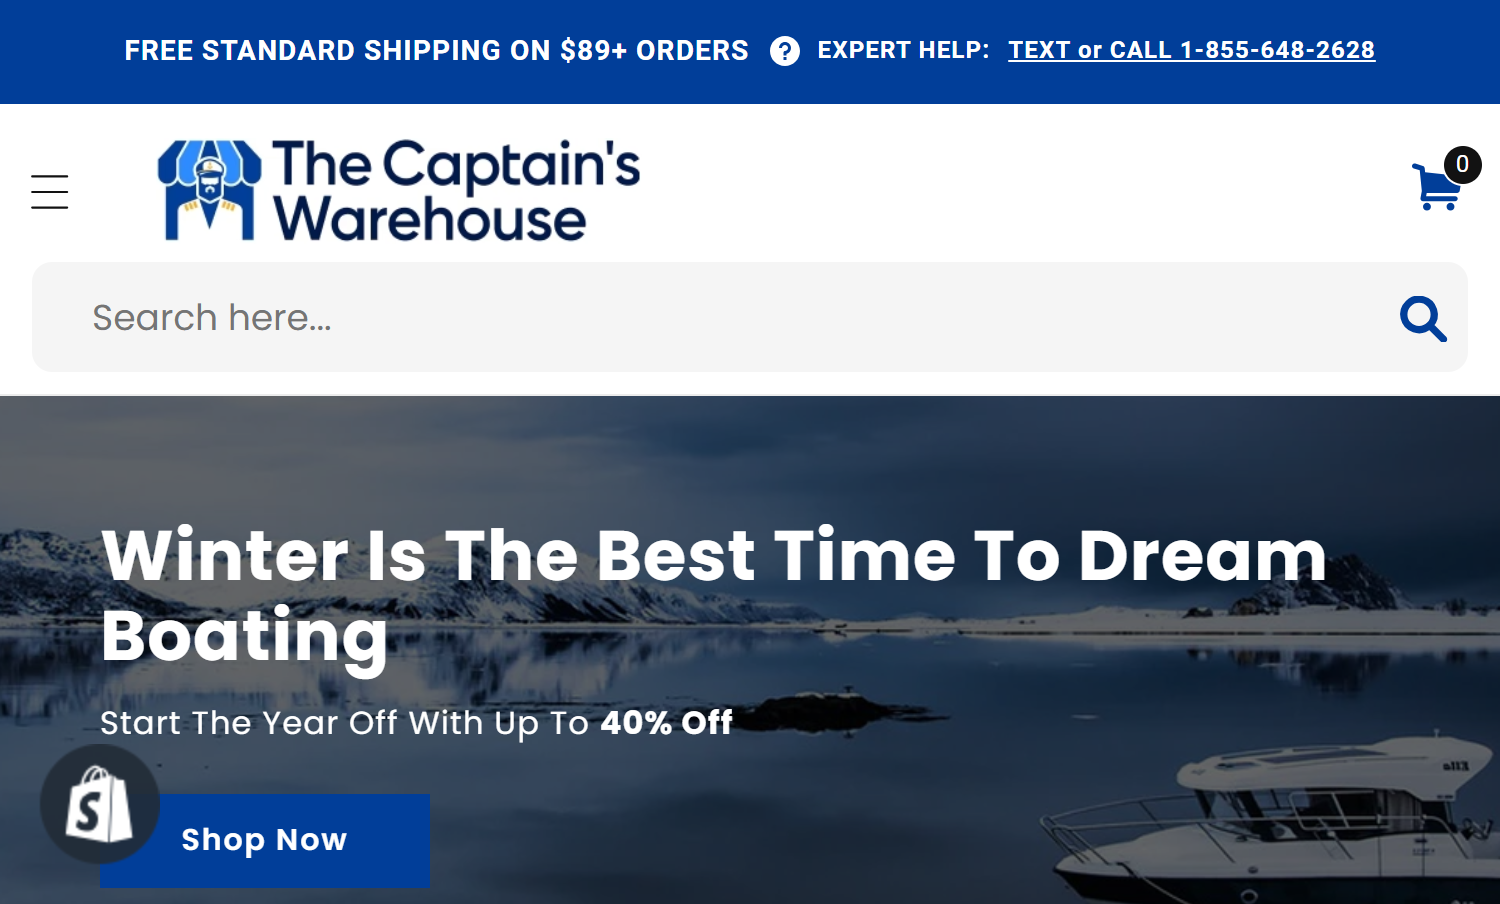 FREE STANDARD SHIPPING ON $89+ ORDERS ? EXPERT HELP: TEXT or CALL 1-855-648-2628
The Captain's
Warehouse
0
Search here...
Winter Is The Best Time To Dream
Boating
Start The Year Off With Up To 40% Off
S
Shop Now